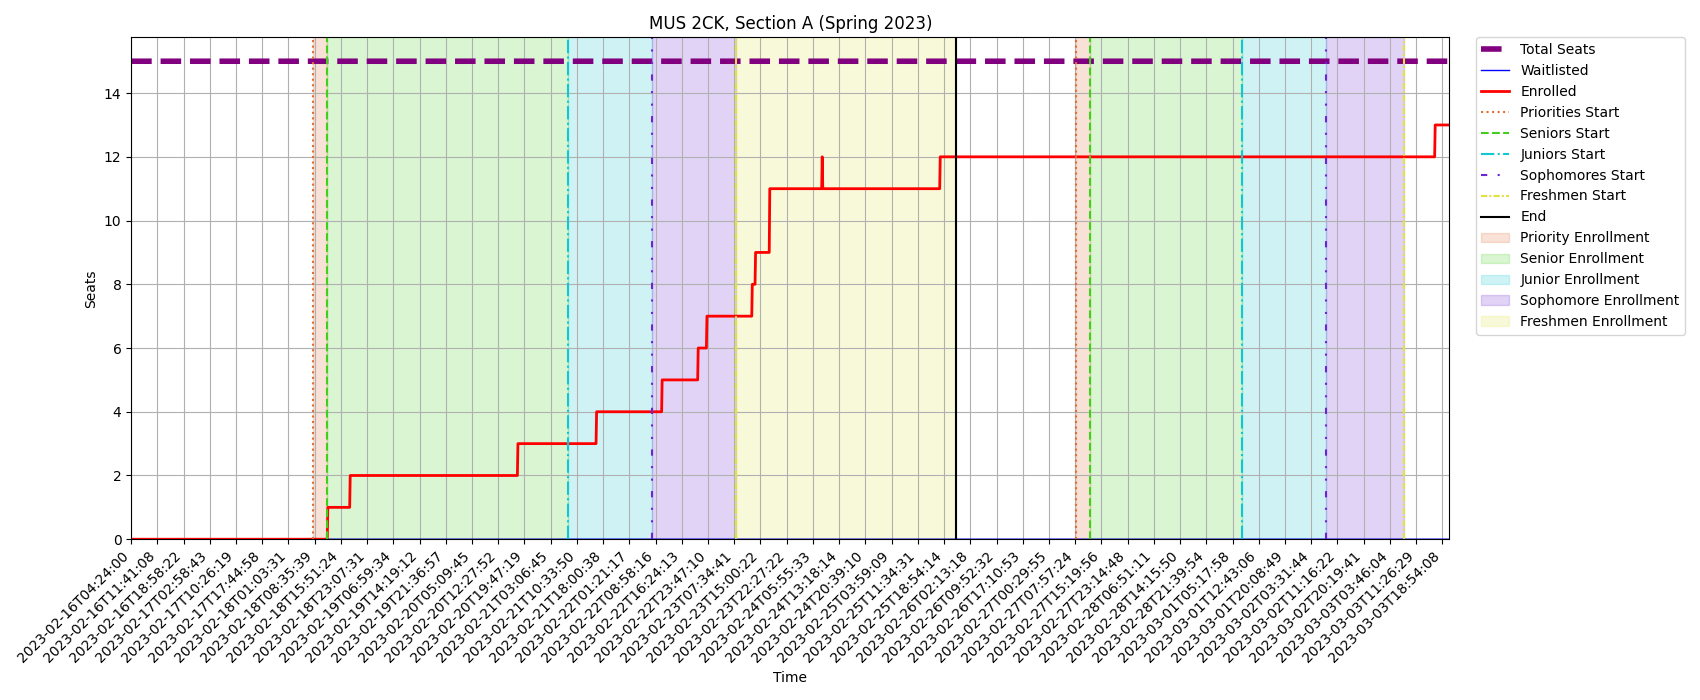 MUS 2CK, Section A (Spring 2023)
Seats
14
12
10
8
6
4
2
0
2023-02-16T04:24:00
2023-02-16T11:41:08
2023-02-16T18:58:22
2023-02-17T02:58:43
2023-02-17T10:26:19
2023-02-17T17:44:58
2023-02-18T01:03:31
2023-02-18T08:35:39
2023-02-18T15:51:24
2023-02-18T23:07:31
2023-02-19T06:59:34
2023-02-19T14:19:12
2023-02-19T21:36:57
2023-02-20T05:09:45
2023-02-20T12:27:52
2023-02-20T19:47:19
2023-02-21T03:06:45
2023-02-21T10:33:50
2023-02-21T18:00:38
2023-02-22T01:21:17
2023-02-22T08:58:16
2023-02-22T16:24:13
2023-02-22T23:47:10
2023-02-23T07:34:41
2023-02-23T15:00:22
2023-02-23T22:27:22
2023-02-24T05:55:33
2023-02-24T13:18:14
2023-02-24T20:39:10
2023-02-25T03:59:09
2023-02-25T11:34:31
2023-02-25T18:54:14
2023-02-26T02:13:18
2023-02-26T09:52:32
2023-02-26T17:10:53
2023-02-27T00:29:55
2023-02-27T07:57:24
2023-02-27T15:19:56
2023-02-27T23:14:48
2023-02-28T06:51:11
2023-02-28T14:15:50
2023-02-28T21:39:54
2023-03-01T05:17:58
2023-03-01T12:43:06
2023-03-01T20:08:49
2023-03-02T03:31:44
2023-03-02T11:16:22
2023-03-02T20:19:41
2023-03-03T03:46:04
2023-03-03T11:26:29
2023-03-03T18:54:08
Time
Total Seats
Waitlisted
Enrolled
Priorities Start
Seniors Start
Juniors Start
Sophomores Start
Freshmen Start
End
Priority Enrollment
Senior Enrollment
Junior Enrollment
Sophomore Enrollment
Freshmen Enrollment